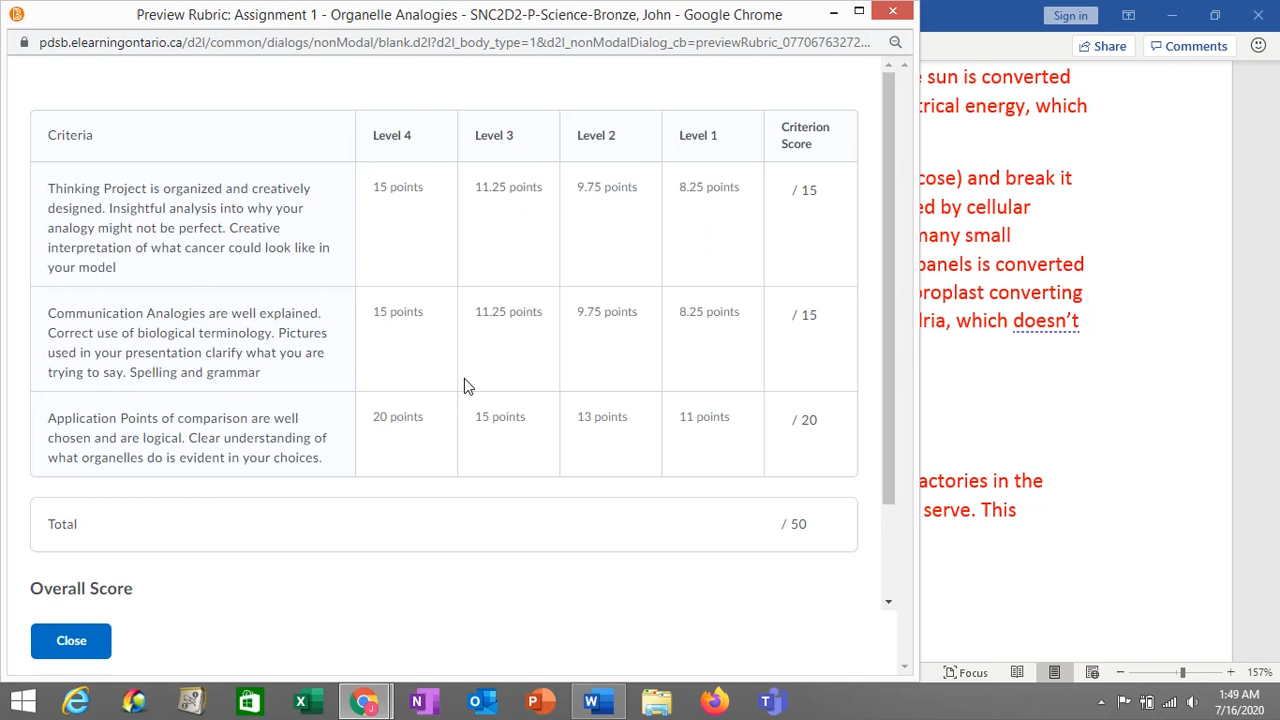 Preview Rubric: Assignment 1 - Organelle Analogies - SNC2D2-P-Science-Bronze, John - Google Chrome
pdsb.elearningontario.ca/d2l/common/dialogs/nonModal/blank.d2l?d2l_body_type=1&d2l_nonModalDialog_cb=previewRubric_07706763272...
Criteria Level 4 Level 3 Level 2 Level 1 Criterion Score
Thinking Project is organized and creatively 15 points 11.25 points 9.75 points 8.25 points / 15
designed. Insightful analysis into why your
analogy might not be perfect. Creative
interpretation of what cancer could look like in
your model
Communication Analogies are well explained. 15 points 11.25 points 9.75 points 8.25 points / 15
Correct use of biological terminology. Pictures
used in your presentation clarify what you are
trying to say. Spelling and grammar
Application Points of comparison are well 20 points 15 points 13 points 11 points / 20
chosen and are logical. Clear understanding of
what organelles do is evident in your choices.
Total / 50
Overall Score
Close
Sign in
Share Comments
sun is converted
trical energy, which
cose) and break it
ed by cellular
many small
panels is converted
oroplast converting
dria, which doesn't
actories in the
serve. This
Focus 157%
1:49 AM
7/16/2020